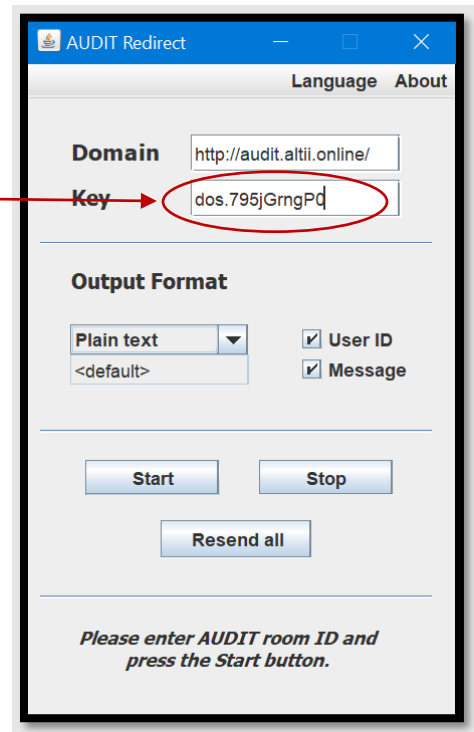 AUDIT Redirect
Language About
Domain http://audit.altii.online/
Key dos.795jGrngP0
Output Format
Plain text User ID
<default> Message
Start Stop
Resend all
Please enter AUDIT room ID and
press the Start button.